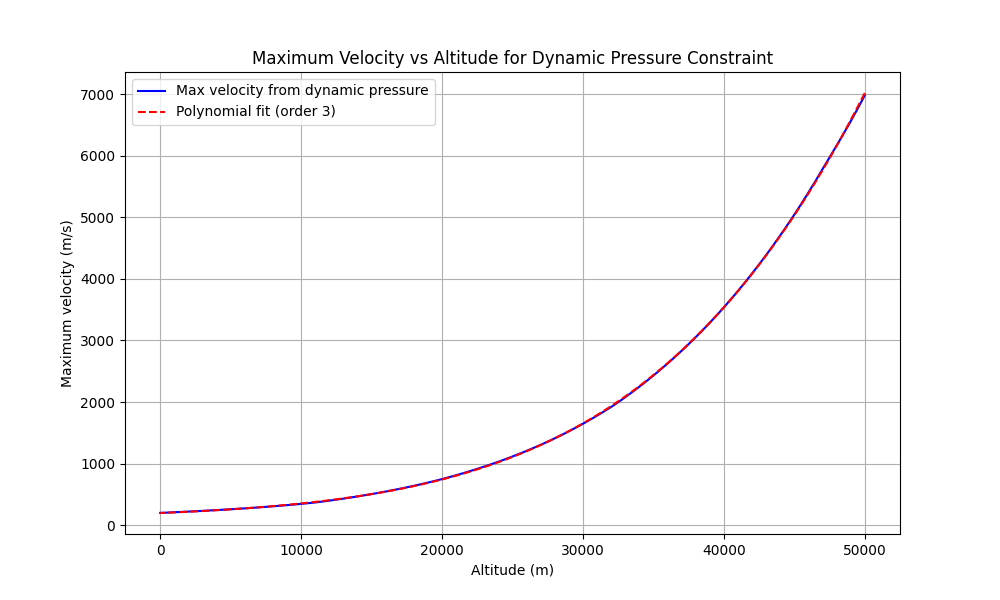 Maximum Velocity vs Altitude for Dynamic Pressure Constraint
Max velocity from dynamic pressure
Polynomial fit (order 3)
7000
6000
5000
4000
3000
2000
1000
0
Maximum velocity (m/s)
0
10000
20000
30000
40000
50000
Altitude (m)